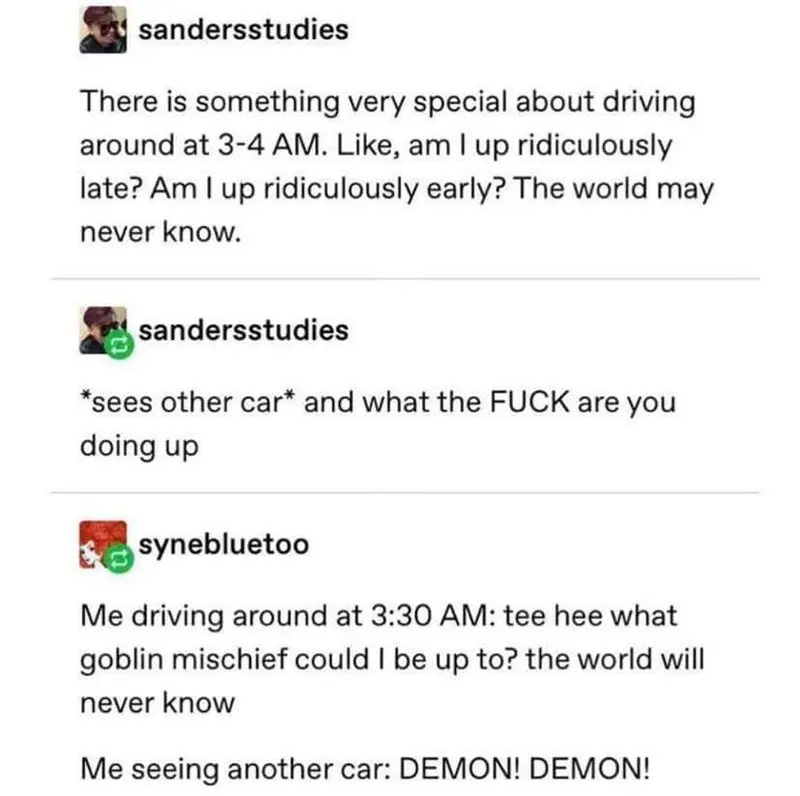 sandersstudies
There is something very special about driving
around at 3-4 AM. Like, am I up ridiculously
late? Am I up ridiculously early? The world may
never know.
sandersstudies
*sees other car* and what the FUCK are you
doing up
synebluetoo
Me driving around at 3:30 AM: tee hee what
goblin mischief could I be up to? the world will
never know
Me seeing another car: DEMON! DEMON!